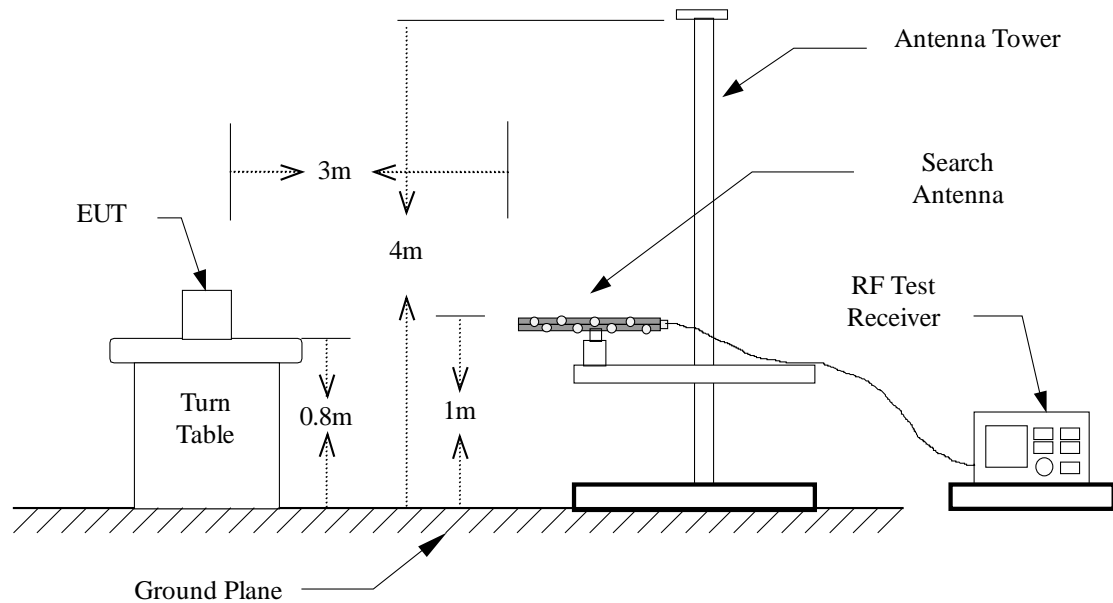 Antenna Tower
3m
Search
Antenna
EUT
4m
RF Test
Receiver
Turn
Table
0.8m
1m
Ground Plane